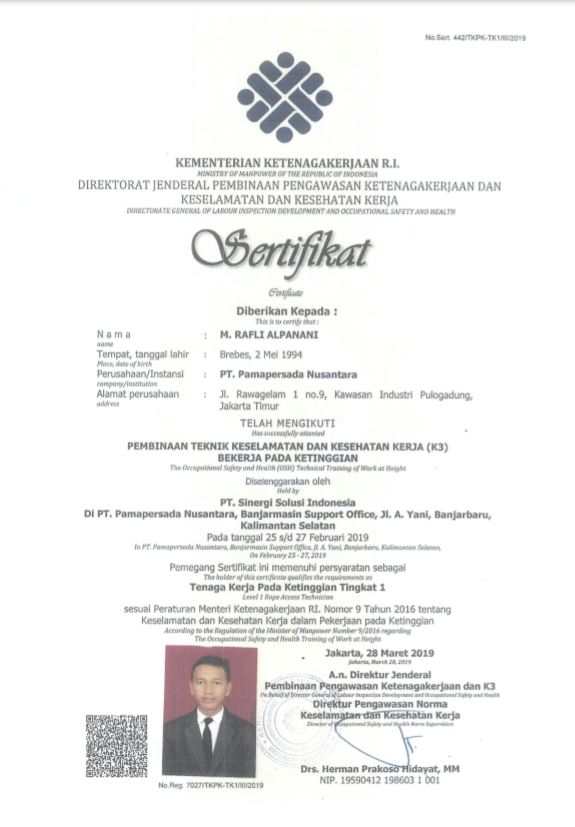 No.Sert. 442/TKPK-TK1/III/2019
KEMENTERIAN KETENAGAKERJAAN R.I.
MINISTRY OF MANPOWER OF THE REPUBLIC OF INDONESIA
DIREKTORAT JENDERAL PEMBINAAN PENGAWASAN KETENAGAKERJAAN DAN
KESELAMATAN DAN KESEHATAN KERJA
DIRECTORATE GENERAL OF LABOUR INSPECTION DEVELOPMENT AND OCCUPATIONAL SAFETY AND HEALTH
Sertifikat
Certificate
Diberikan Kepada :
This is to certify that :
N a m a : M. RAFLI ALPANANI
name
Tempat, tanggal lahir : Brebes, 2 Mei 1994
Place, date of birth
Perusahaan/Instansi : PT. Pamapersada Nusantara
company/institution
Alamat perusahaan : Jl. Rawagelam 1 no.9, Kawasan Industri Pulogadung,
address
Jakarta Timur
TELAH MENGIKUTI
Has successfully attented
PEMBINAAN TEKNIK KESELAMATAN DAN KESEHATAN KERJA (K3)
BEKERJA PADA KETINGGIAN
The Occupational Safety and Health (OSH) Technical Training of Work at Height
Diselenggarakan oleh
Held by
PT. Sinergi Solusi Indonesia
Di PT. Pamapersada Nusantara, Banjarmasin Support Office, Jl. A. Yani, Banjarbaru,
Kalimantan Selatan
Pada tanggal 25 s/d 27 Februari 2019
In PT. Pamapersada Nusantara, Banjarmasin Support Office, Jl. A. Yani, Banjarbaru, Kalimantan Selatan,
On February 25 - 27, 2019
Pemegang Sertifikat ini memenuhi persyaratan sebagai
The holder of this certificate qualifies the requirements as
Tenaga Kerja Pada Ketinggian Tingkat 1
Level 1 Rope Access Technician
sesuai Peraturan Menteri Ketenagakerjaan RI. Nomor 9 Tahun 2016 tentang
Keselamatan dan Kesehatan Kerja dalam Pekerjaan pada Ketinggian
According to the Regulation of the Minister of Manpower Number 9/2016 regarding
The Occupational Safety and Health Training of Work at Height
Jakarta, 28 Maret 2019
Jakarta, March 28, 2019
A.n. Direktur Jenderal
Pembinaan Pengawasan Ketenagakerjaan dan K3
On Behalf of Director General of Labour Inspection Development and Occupational Safety and Health
Direktur Pengawasan Norma
Keselamatan dan Kesehatan Kerja
Director of Occupational Safety and Health Norm Supervision
Drs. Herman Prakoso Hidayat, MM
NIP. 19590412 198603 1 001
No.Reg. 7027/TKPK-TK1/III/2019